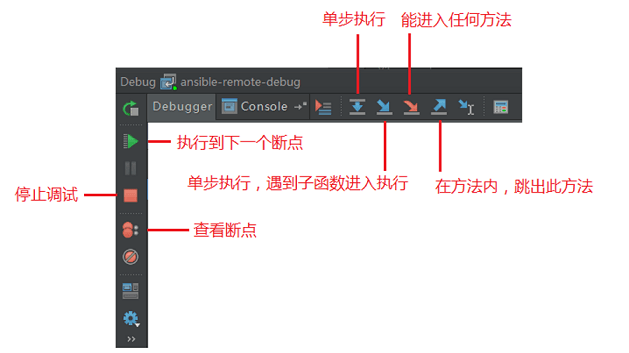 单步执行 能进入任何方法
Debug ansible-remote-debug
Debugger Console
执行到下一个断点
单步执行，遇到子函数进入执行 在方法内，跳出此方法
停止调试
查看断点